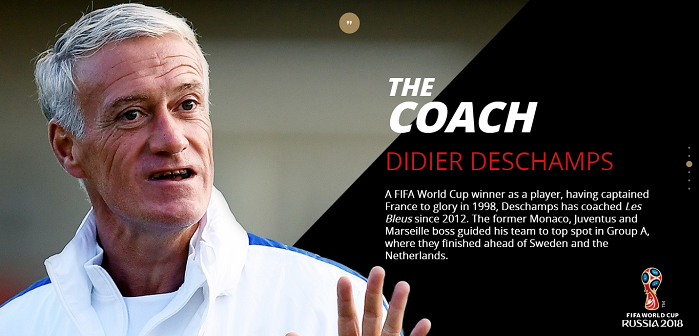 THE
COACH
DIDIER DESCHAMPS
A FIFA World Cup winner as a player, having captained
France to glory in 1998, Deschamps has coached Les
Bleus since 2012. The former Monaco, Juventus and
Marseille boss guided his team to top spot in Group A,
where they finished ahead of Sweden and the
Netherlands.
FIFA WORLD CUP
RUSSIA 2018